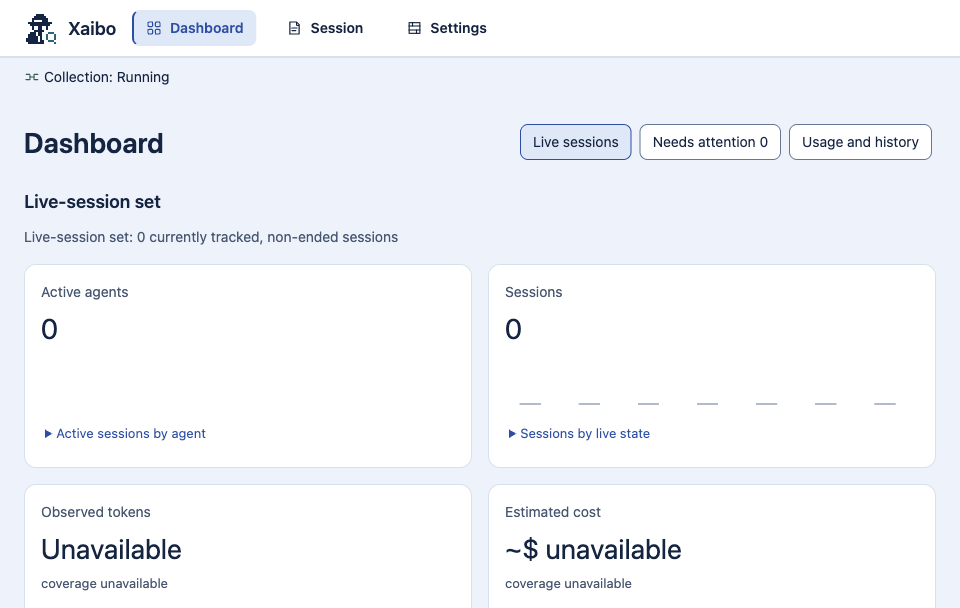 Xaibo
Dashboard
Session
Settings
Collection: Running
Dashboard
Live sessions
Needs attention 0
Usage and history
Live-session set
Live-session set: 0 currently tracked, non-ended sessions
Active agents
0
Active sessions by agent
Sessions
0
Sessions by live state
Observed tokens
Unavailable
coverage unavailable
Estimated cost
~$ unavailable
coverage unavailable